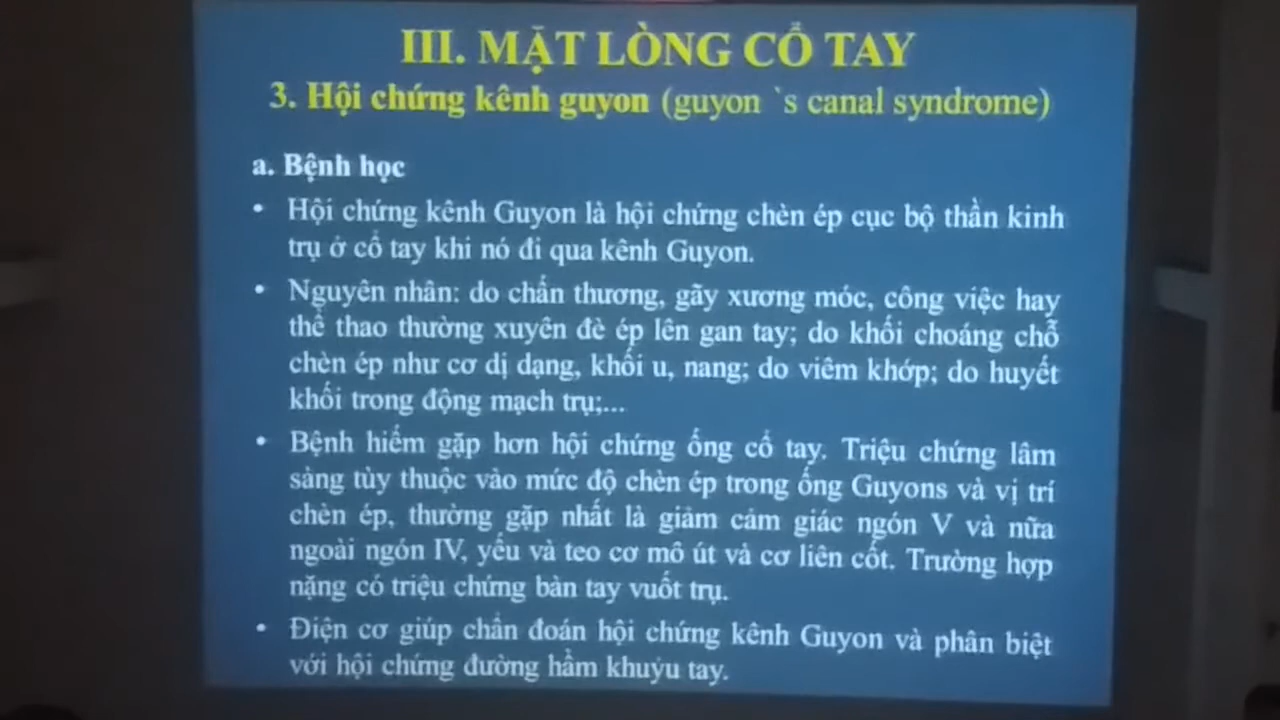 III. MẶT LÒNG CỔ TAY
3. Hội chứng kênh guyon (guyon `s canal syndrome)
a. Bệnh học
• Hội chứng kênh Guyon là hội chứng chèn ép cục bộ thần kinh
trụ ở cổ tay khi nó đi qua kênh Guyon.
• Nguyên nhân: do chấn thương, gãy xương móc, công việc hay
thể thao thường xuyên đè ép lên gan tay; do khối choáng chỗ
chèn ép như cơ dị dạng, khối u, nang; do viêm khớp; do huyết
khối trong động mạch trụ;...
• Bệnh hiếm gặp hơn hội chứng ống cổ tay. Triệu chứng lâm
sàng tùy thuộc vào mức độ chèn ép trong ống Guyons và vị trí
chèn ép, thường gặp nhất là giảm cảm giác ngón V và nữa
ngoài ngón IV, yếu và teo cơ mô út và cơ liên cốt. Trường hợp
nặng có triệu chứng bàn tay vuốt trụ.
• Điện cơ giúp chẩn đoán hội chứng kênh Guyon và phân biệt
với hội chứng đường hầm khuỷu tay.